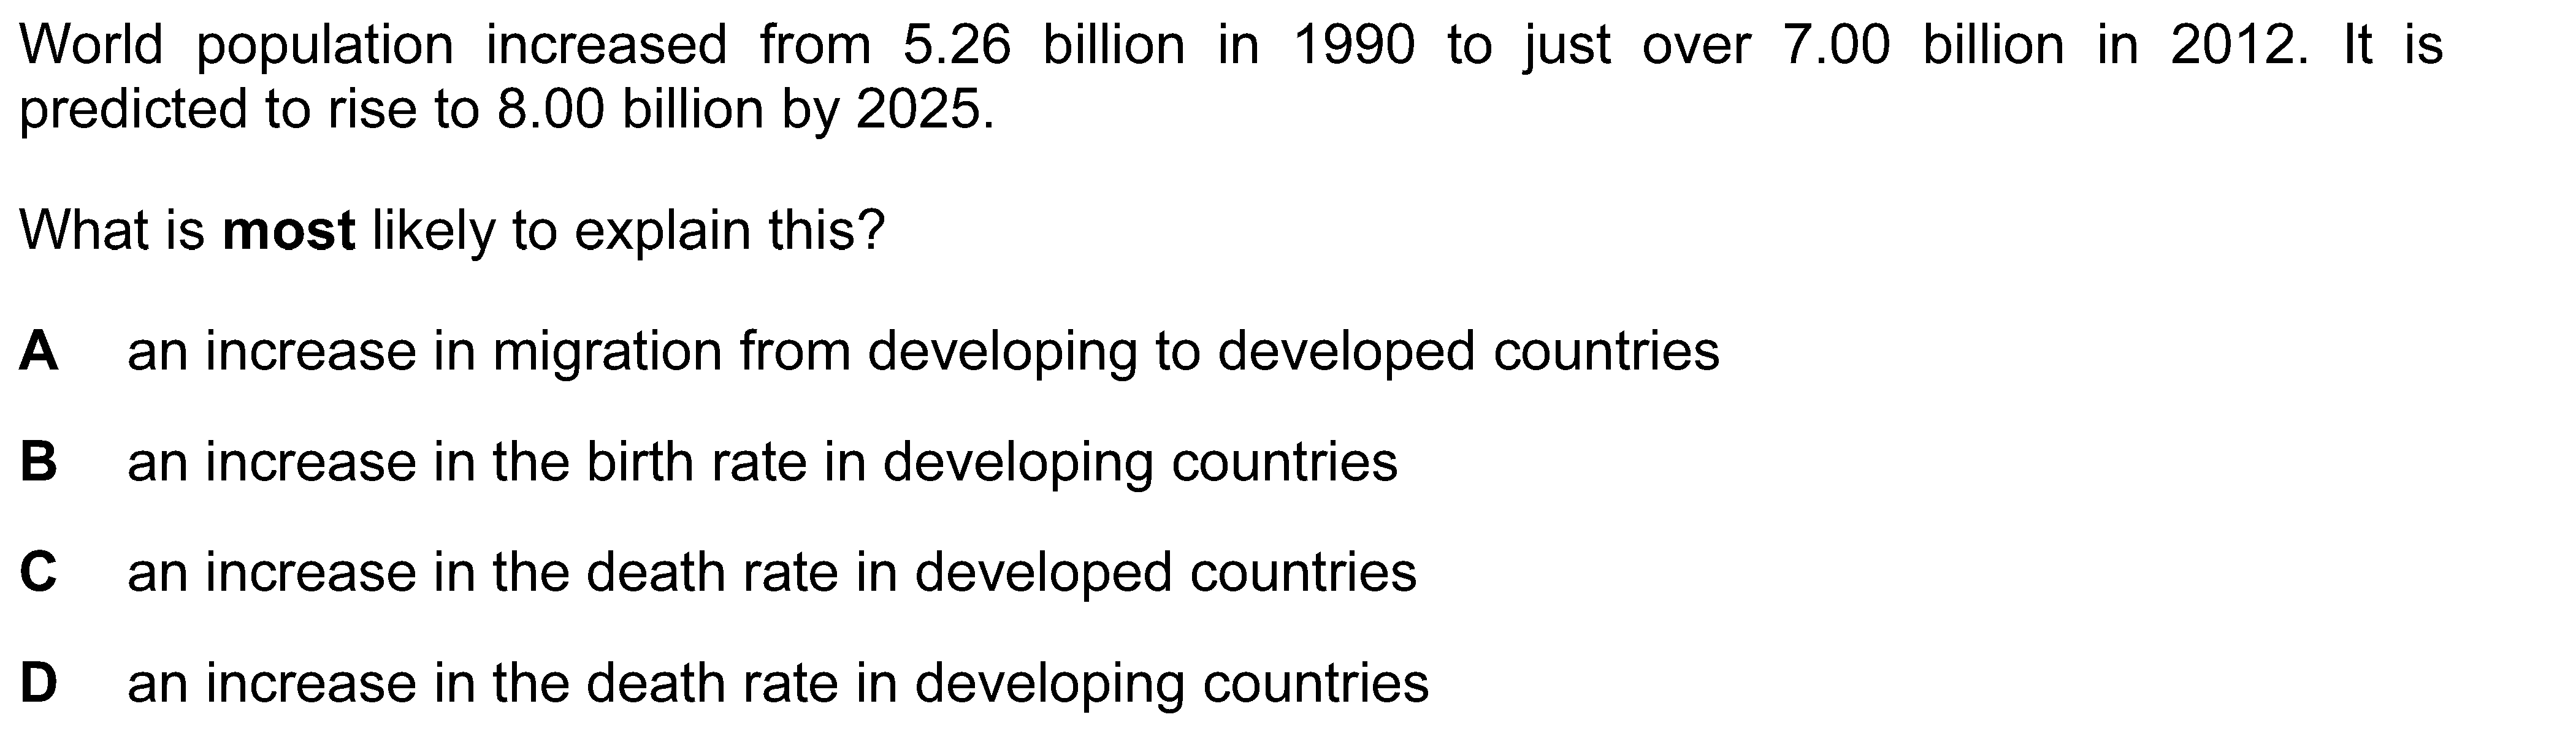 World population increased from 5.26 billion in 1990 to just over 7.00 billion in 2012. It is
predicted to rise to 8.00 billion by 2025.
What is most likely to explain this?
A an increase in migration from developing to developed countries
B an increase in the birth rate in developing countries
C an increase in the death rate in developed countries
D an increase in the death rate in developing countries